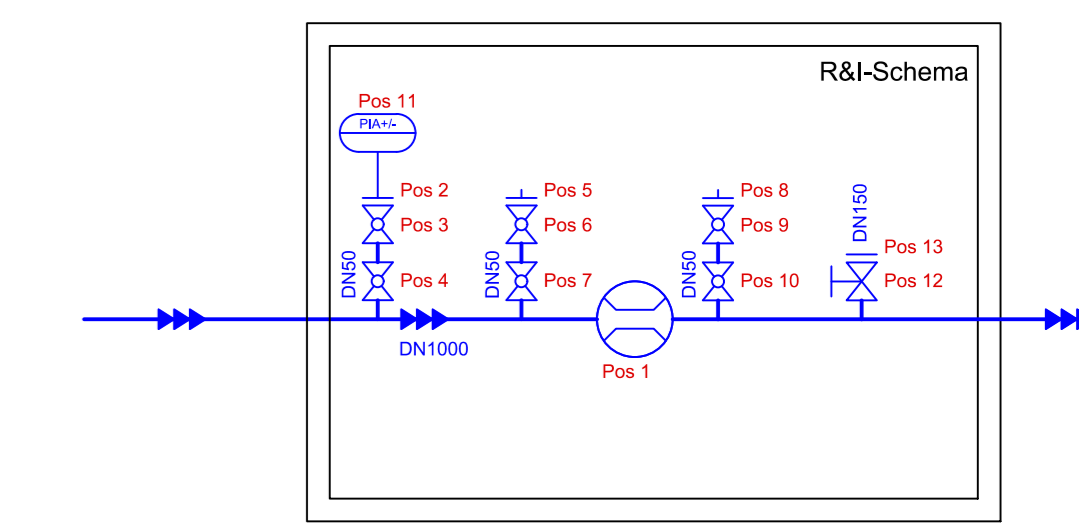 R&I-Schema
Pos 11
PIA+/-
Pos 2
Pos 5
Pos 8
DN150
Pos 3
Pos 6
Pos 9
Pos 13
DN50
Pos 4
DN50
Pos 7
DN50
Pos 10
Pos 12
DN1000
Pos 1